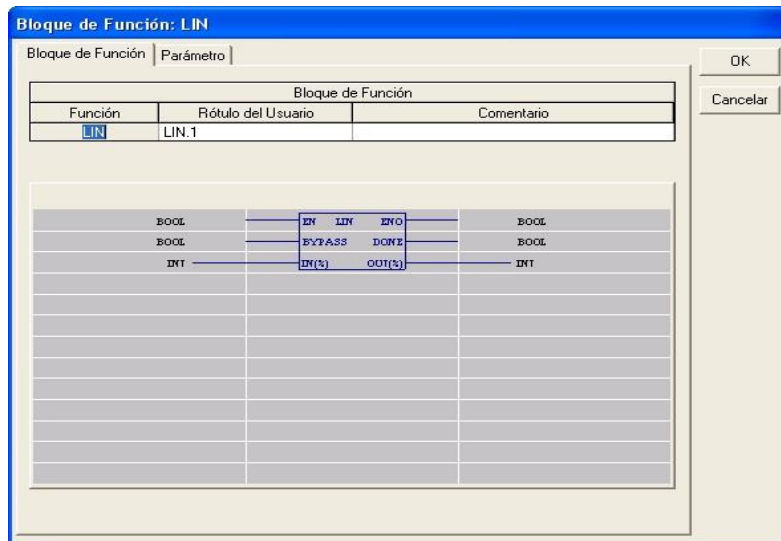 Bloque de Función: LIN
Bloque de Función Parámetro
OK
Cancelar
Bloque de Función
Función Rótulo del Usuario Comentario
LIN LIN.1
BOOL EN LIN ENO BOOL
BOOL BYPASS DONE BOOL
INT IN(%) OUT(%) INT